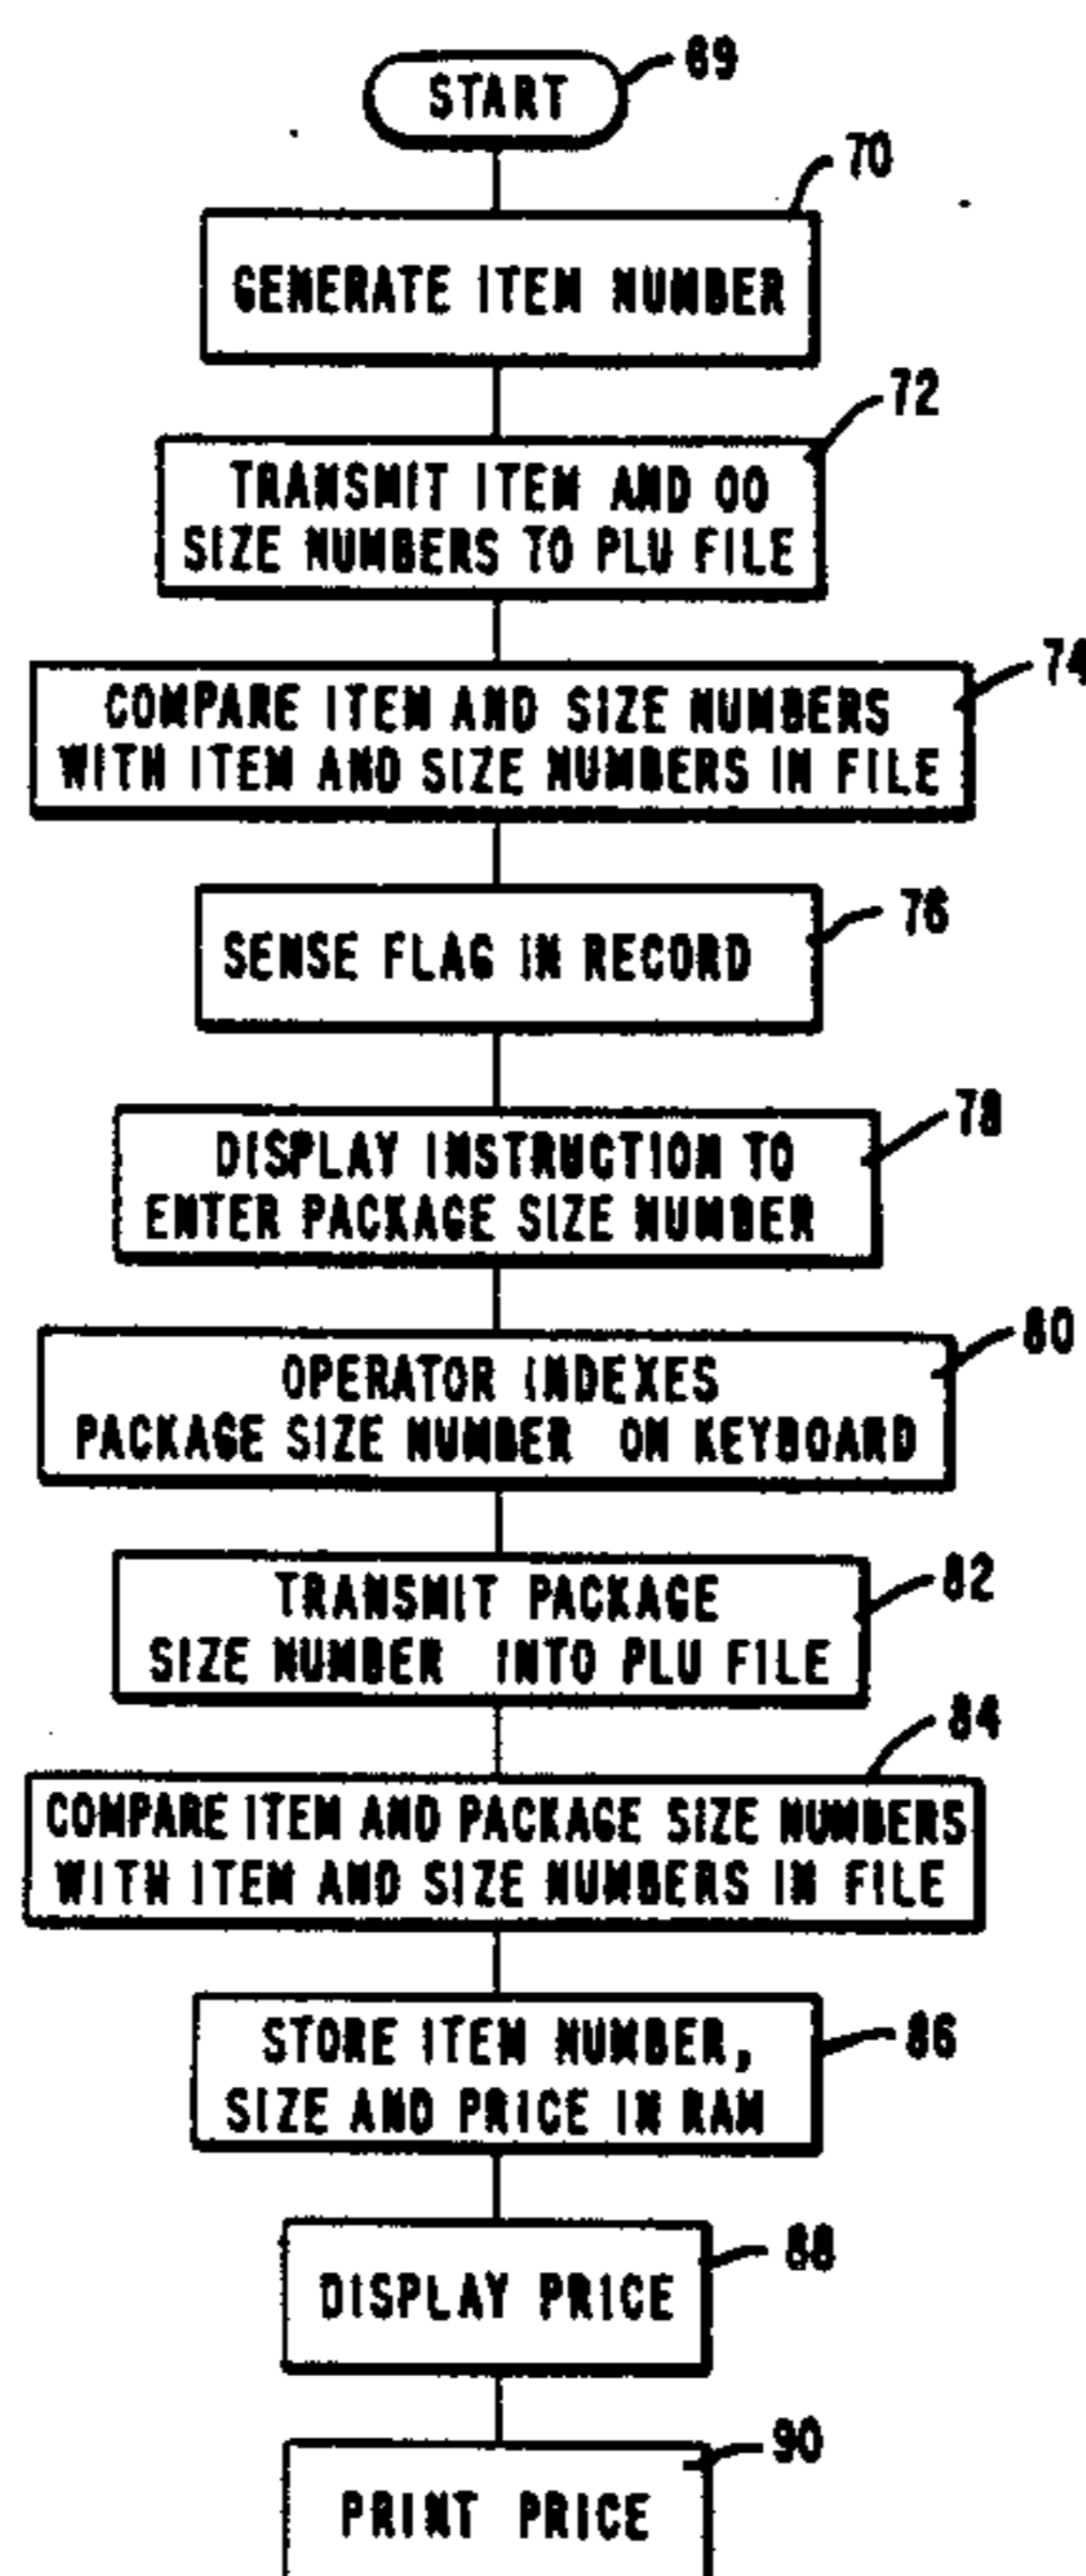 START
69
70
GENERATE ITEM NUMBER
72
TRANSMIT ITEM AND 00
SIZE NUMBERS TO PLU FILE
74
COMPARE ITEM AND SIZE NUMBERS
WITH ITEM AND SIZE NUMBERS IN FILE
76
SENSE FLAG IN RECORD
78
DISPLAY INSTRUCTION TO
ENTER PACKAGE SIZE NUMBER
80
OPERATOR INDEXES
PACKAGE SIZE NUMBER ON KEYBOARD
82
TRANSMIT PACKAGE
SIZE NUMBER INTO PLU FILE
84
COMPARE ITEM AND PACKAGE SIZE NUMBERS
WITH ITEM AND SIZE NUMBERS IN FILE
86
STORE ITEM NUMBER,
SIZE AND PRICE IN RAM
88
DISPLAY PRICE
90
PRINT PRICE